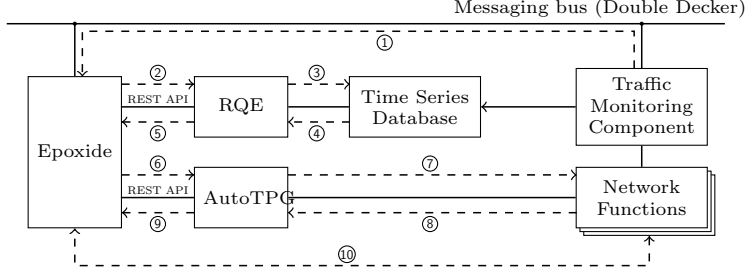 Messaging bus (Double Decker)
①
② ③
Traffic
Monitoring
Component
REST API
RQE
Time Series
Database
⑤ ④
Epoxide
⑥ ⑦
REST API
AutoTPG
Network
Functions
⑨ ⑧
⑩